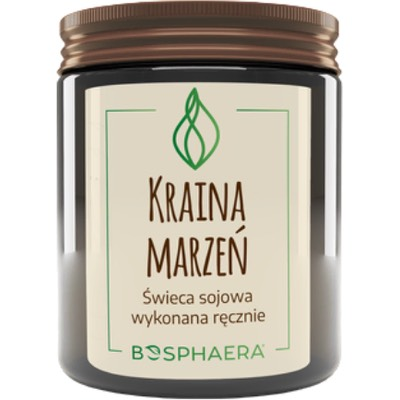 KRAINA
MARZEŃ
Świeca sojowa
wykonana ręcznie
BOSPHAERA®